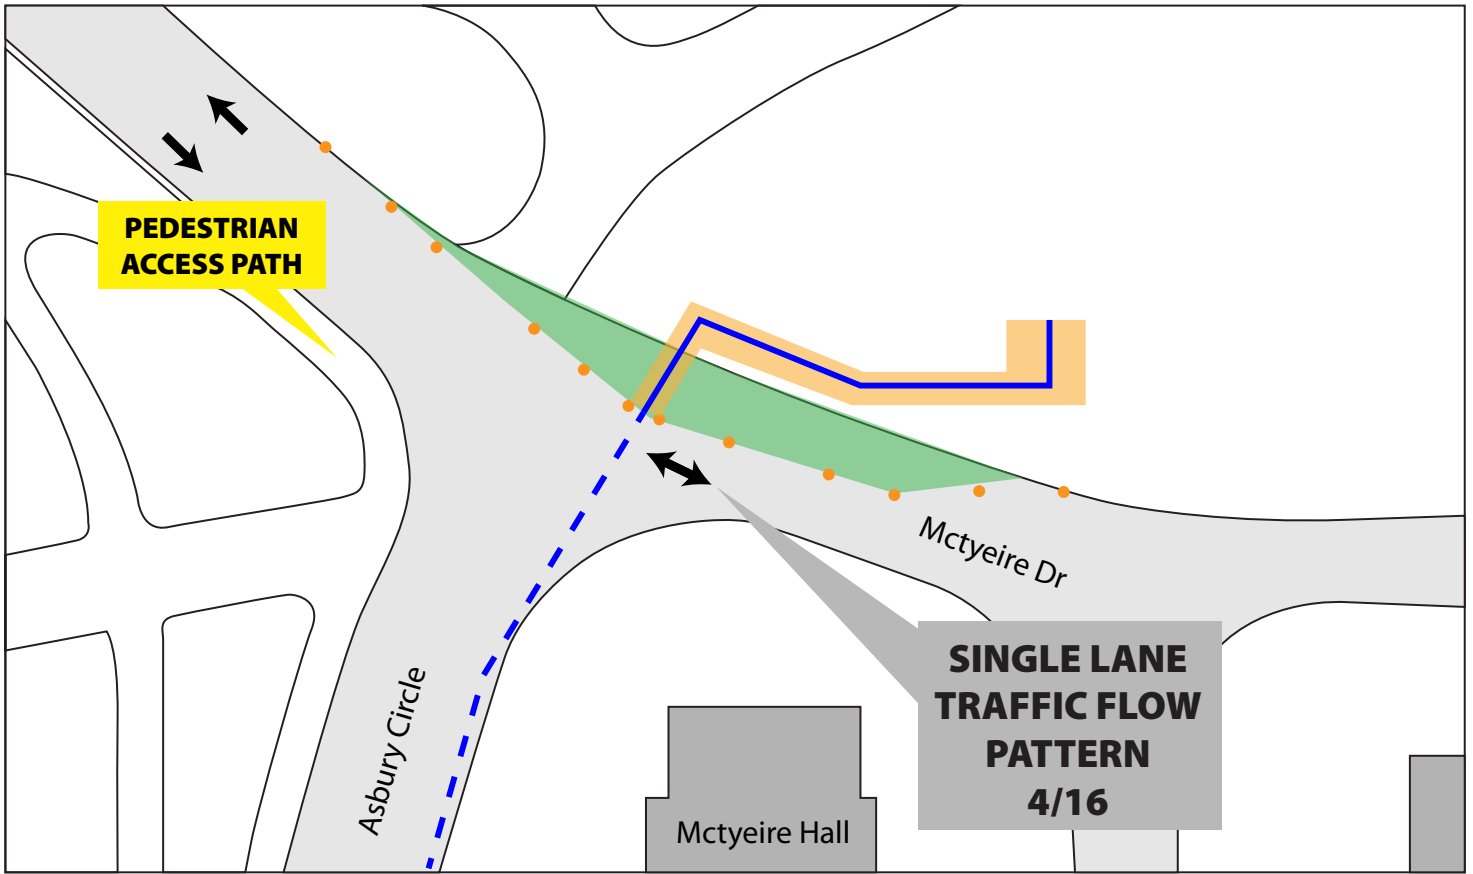 PEDESTRIAN
ACCESS PATH
Mctyeire Dr
SINGLE LANE
TRAFFIC FLOW
PATTERN
4/16
Asbury Circle
Mctyeire Hall